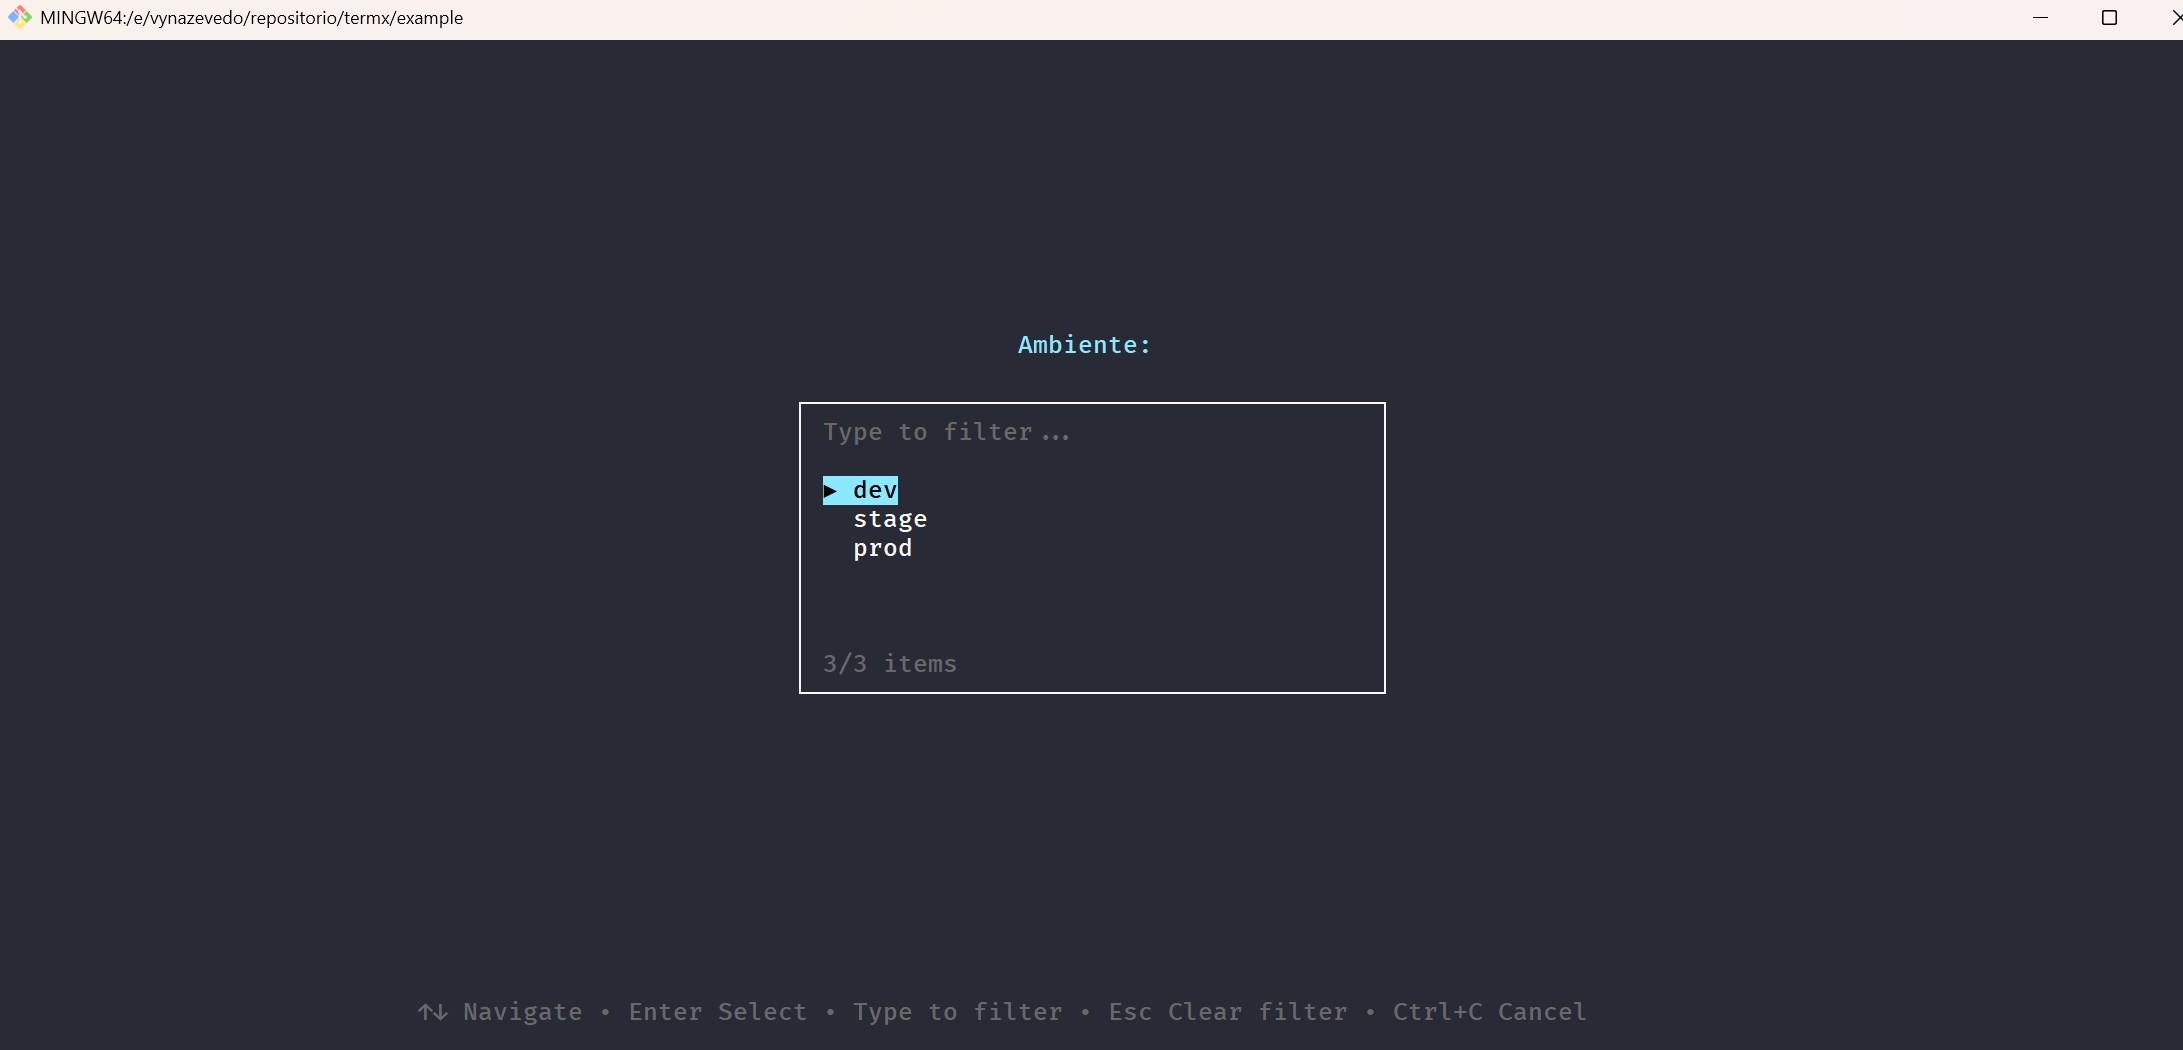 MINGW64:/e/vynazevedo/repositorio/termx/example
Ambiente:
Type to filter...
▶ dev
stage
prod
3/3 items
↑↓ Navigate • Enter Select • Type to filter • Esc Clear filter • Ctrl+C Cancel